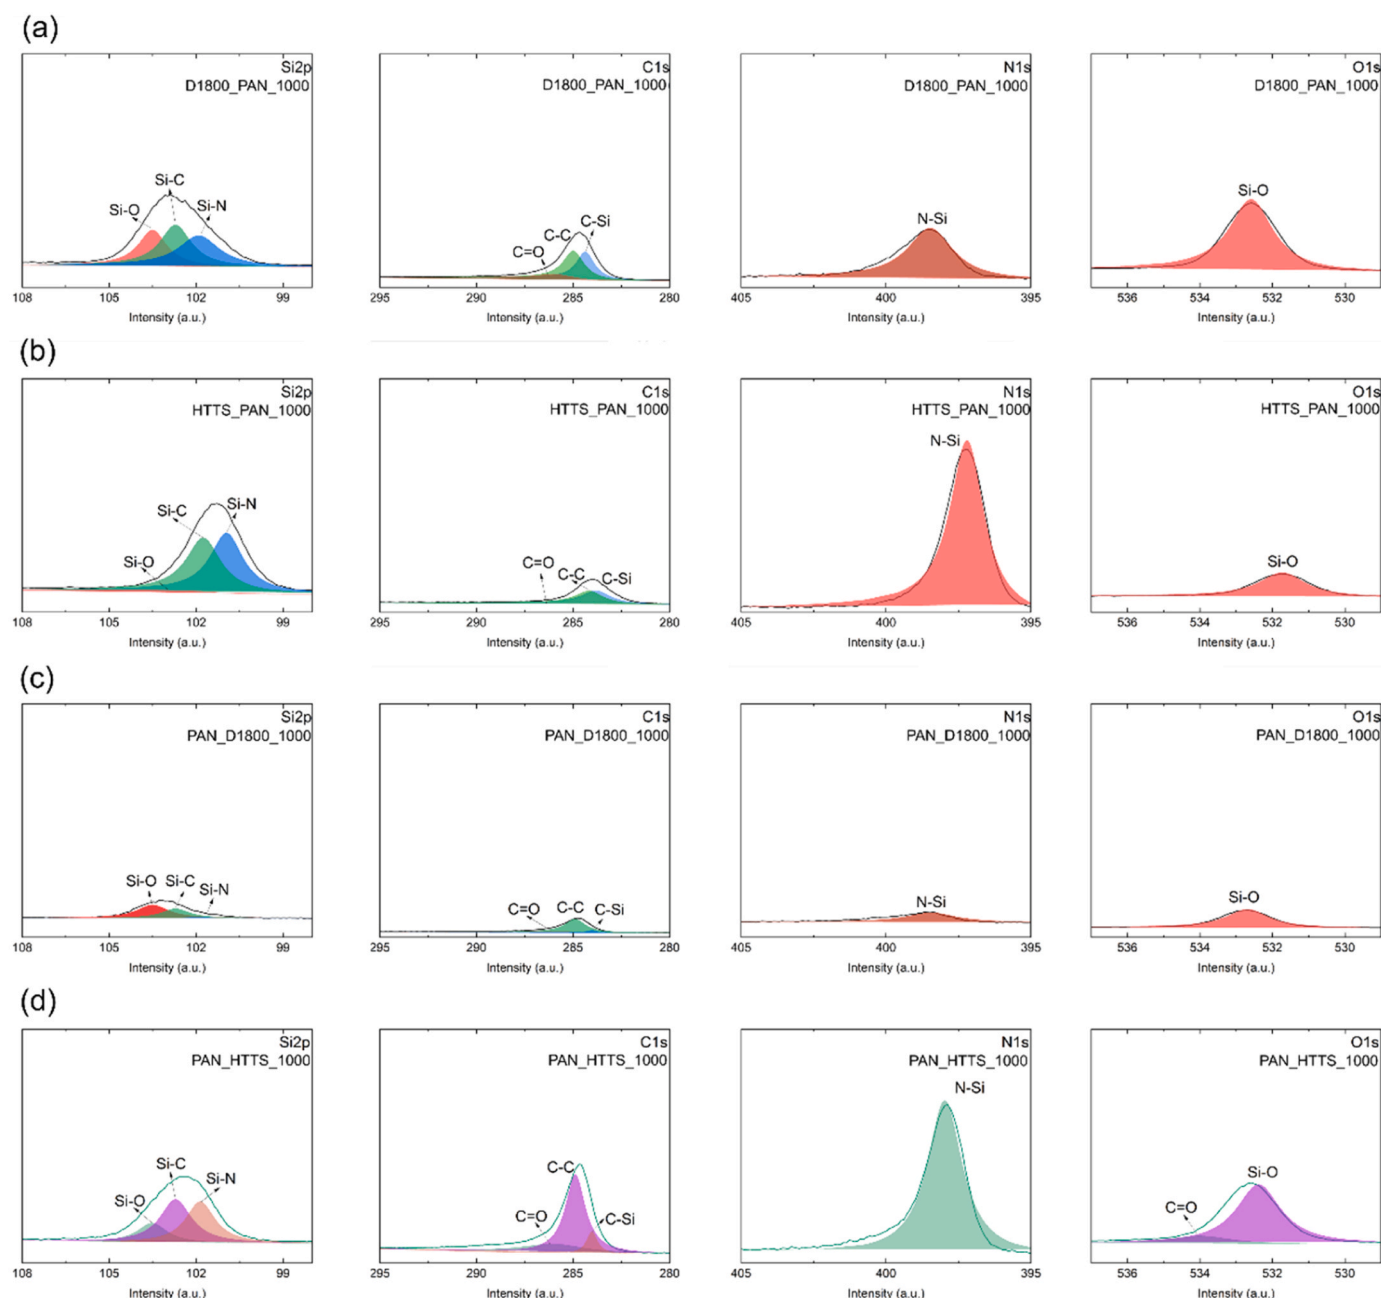 (a)
Si2p
D1800_PAN_1000
Si-C
Si-O
Si-N
108
105
102
99
Intensity (a.u.)
C1s
D1800_PAN_1000
C-C
C-Si
C=O
295
290
285
280
Intensity (a.u.)
N1s
D1800_PAN_1000
N-Si
405
400
395
Intensity (a.u.)
O1s
D1800_PAN_1000
Si-O
536
534
532
530
Intensity (a.u.)
(b)
Si2p
HTTS_PAN_1000
Si-C
Si-N
Si-O
108
105
102
99
Intensity (a.u.)
C1s
HTTS_PAN_1000
C=O
C-C
C-Si
295
290
285
280
Intensity (a.u.)
N1s
HTTS_PAN_1000
N-Si
405
400
395
Intensity (a.u.)
O1s
HTTS_PAN_1000
Si-O
536
534
532
530
Intensity (a.u.)
(c)
Si2p
PAN_D1800_1000
Si-O
Si-C
Si-N
108
105
102
99
Intensity (a.u.)
C1s
PAN_D1800_1000
C=O
C-C
C-Si
295
290
285
280
Intensity (a.u.)
N1s
PAN_D1800_1000
N-Si
405
400
395
Intensity (a.u.)
O1s
PAN_D1800_1000
Si-O
536
534
532
530
Intensity (a.u.)
(d)
Si2p
PAN_HTTS_1000
Si-C
Si-N
Si-O
108
105
102
99
Intensity (a.u.)
C1s
PAN_HTTS_1000
C-C
C=O
C-Si
295
290
285
280
Intensity (a.u.)
N1s
PAN_HTTS_1000
N-Si
405
400
395
Intensity (a.u.)
O1s
PAN_HTTS_1000
Si-O
C=O
536
534
532
530
Intensity (a.u.)